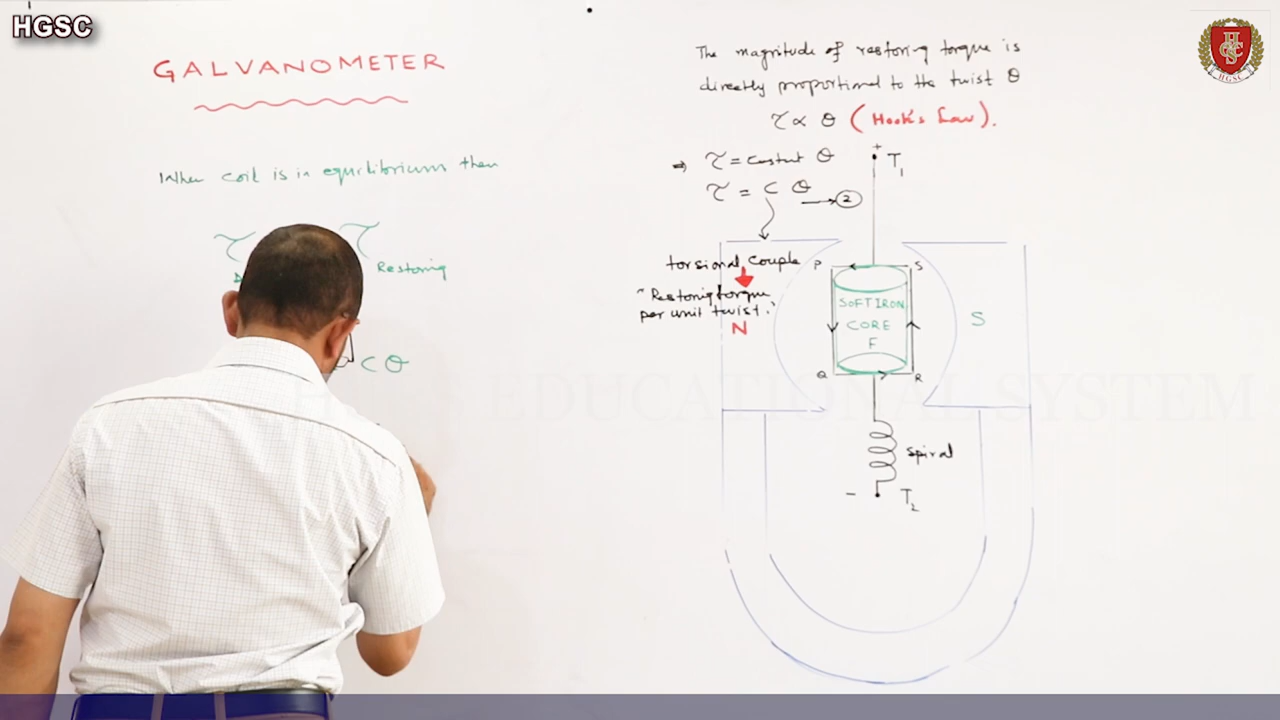 HGSC
GALVANOMETER
When coil is in equilibrium then
τ τ
Restoring
C θ
The magnitude of restoring torque is
directly proportional to the twist θ
τ ∝ θ (Hook's Law).
⇒ τ = constant θ
τ = C θ → 2
torsional couple
"Restoring torque
per unit twist."
N
+
T1
P S
SOFT IRON
CORE
F
S
Q R
spiral
- T2
EDUCATIONAL SYSTEM
HGSC